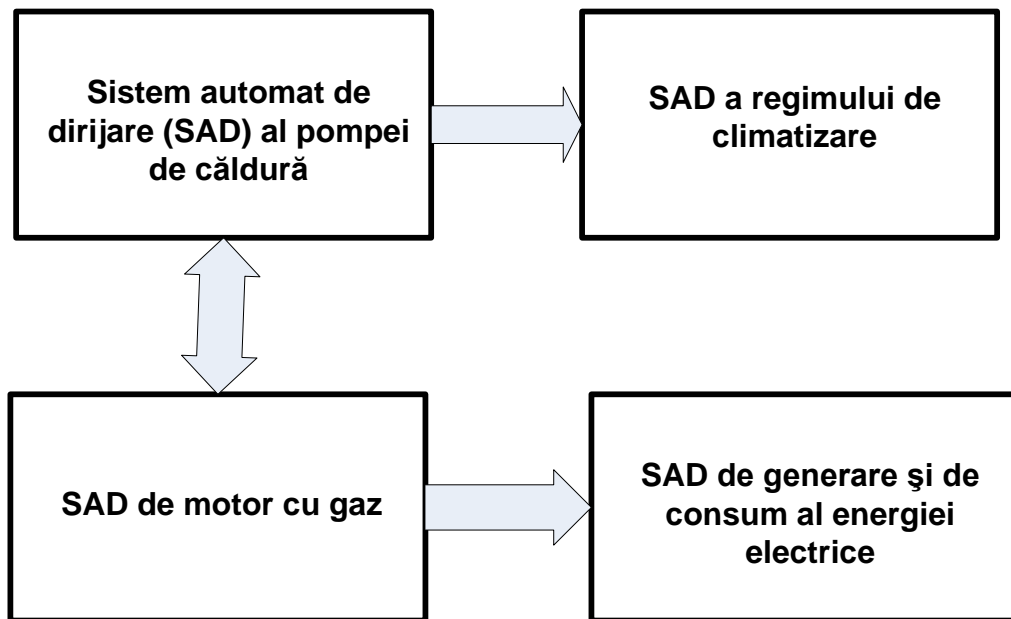 Sistem automat de
dirijare (SAD) al pompei
de căldură
SAD a regimului de
climatizare
SAD de motor cu gaz
SAD de generare şi de
consum al energiei
electrice